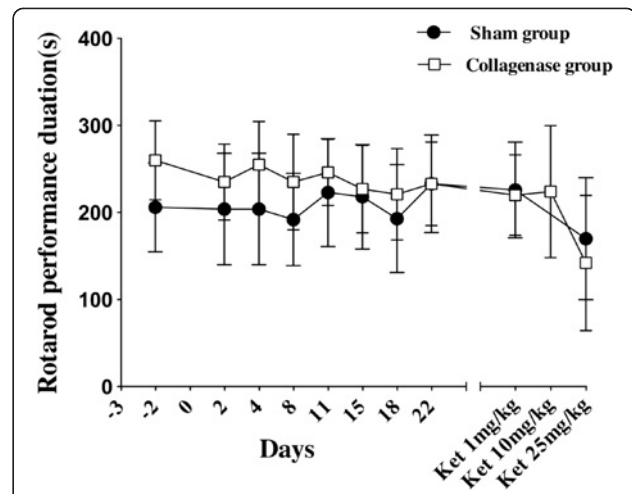 400
300
200
100
0
Rotarod performance duation(s)
Sham group
Collagenase group
-3
-2
0
2
4
8
11
15
18
22
Ket 1mg/kg
Ket 10mg/kg
Ket 25mg/kg
Days